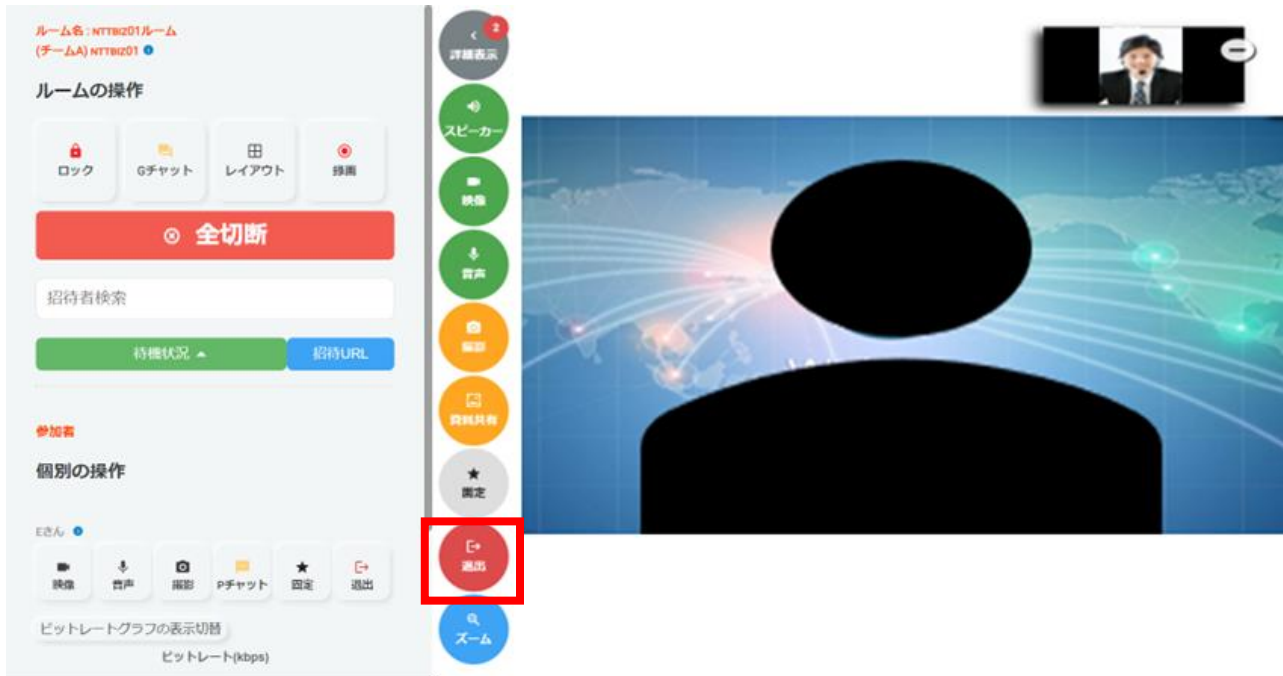 ルーム名 : NTTBIZ01ルーム
(チームA) NTTBIZ01
ルームの操作
ロック
Gチャット
レイアウト
録画
全切断
招待者検索
待機状況
招待URL
参加者
個別の操作
Eさん
映像
音声
撮影
Pチャット
固定
退出
ビットレートグラフの表示切替
ビットレート(kbps)
2
詳細表示
スピーカー
映像
音声
撮影
資料共有
固定
退出
ズーム